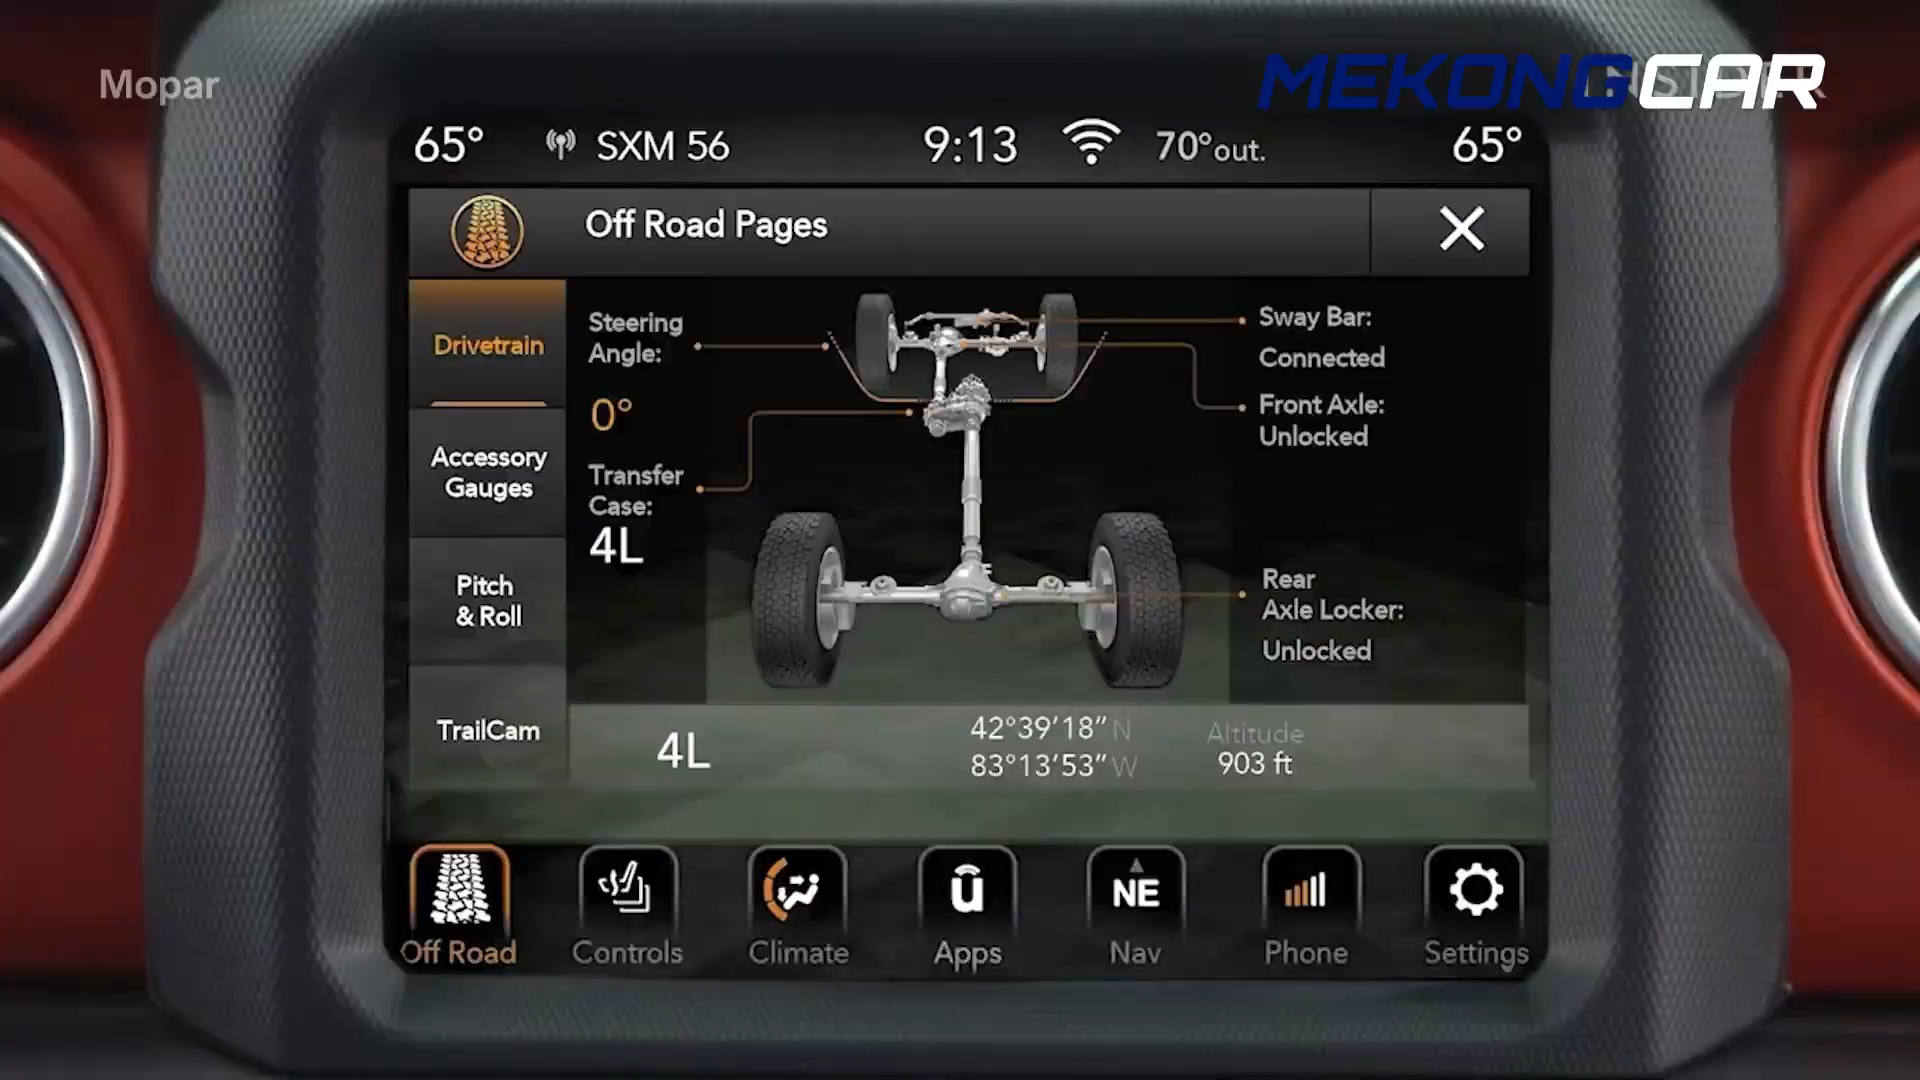 Mopar
MEKONGCAR
65°
SXM 56
9:13
70°out.
65°
Off Road Pages
Drivetrain
Accessory
Gauges
Pitch
& Roll
TrailCam
Steering
Angle:
0°
Transfer
Case:
4L
Sway Bar:
Connected
Front Axle:
Unlocked
Rear
Axle Locker:
Unlocked
4L
42°39'18" N
83°13'53" W
Altitude
903 ft
Off Road
Controls
Climate
u
Apps
NE
Nav
Phone
Settings